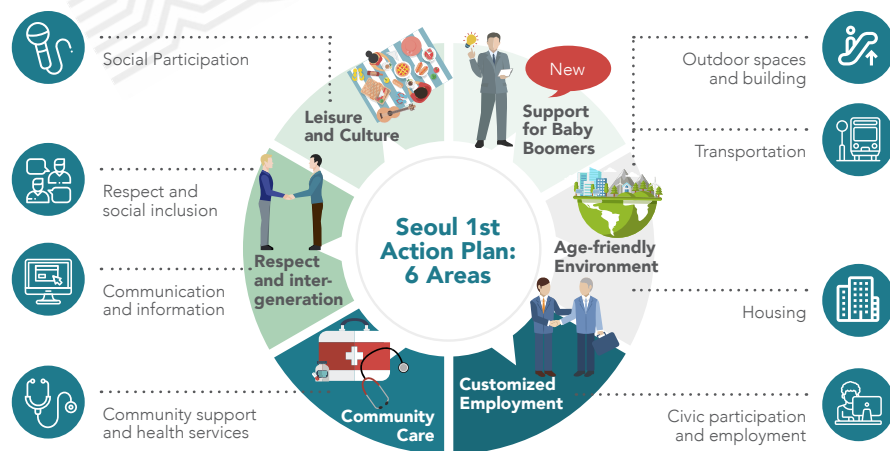 Social Participation
Respect and
social inclusion
Communication
and information
Community support
and health services
Leisure
and Culture
New
Support
for Baby
Boomers
Respect
and inter-
generation
Seoul 1st
Action Plan:
6 Areas
Age-friendly
Environment
Community
Care
Customized
Employment
Outdoor spaces
and building
Transportation
Housing
Civic participation
and employment